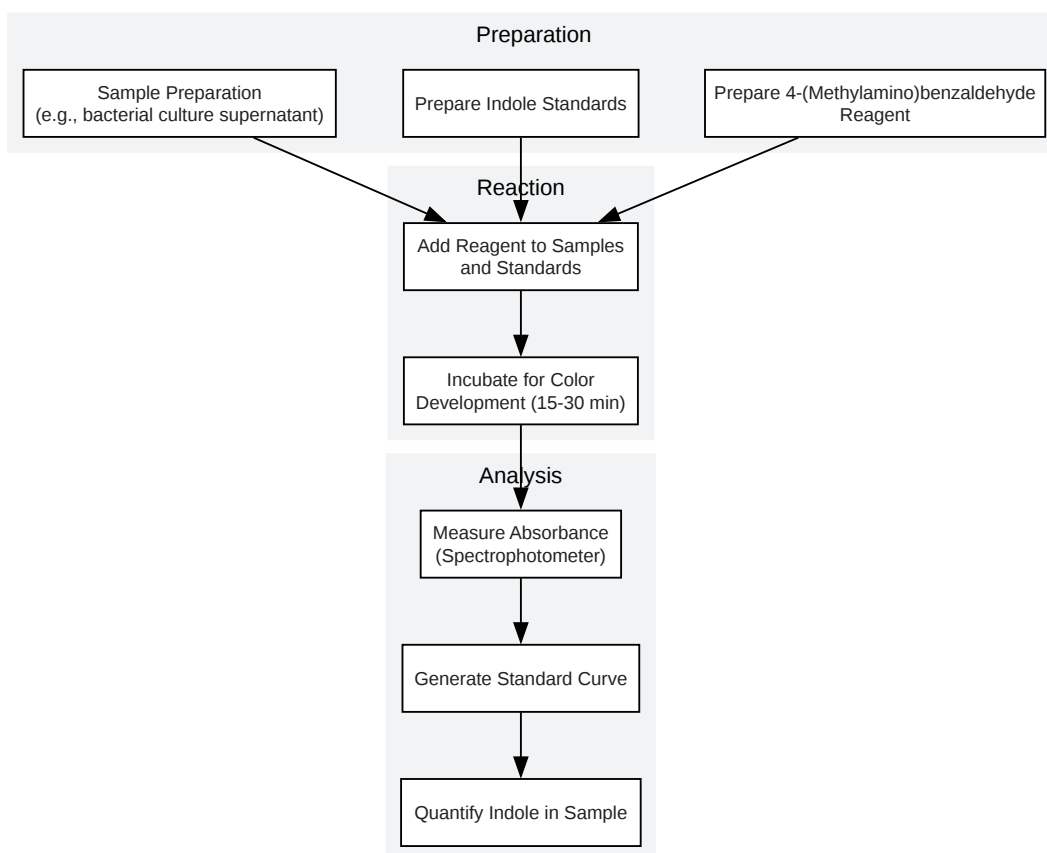 Preparation
Sample Preparation
(e.g., bacterial culture supernatant)
Prepare Indole Standards
Prepare 4-(Methylamino)benzaldehyde
Reagent
Reaction
Add Reagent to Samples
and Standards
Incubate for Color
Development (15-30 min)
Analysis
Measure Absorbance
(Spectrophotometer)
Generate Standard Curve
Quantify Indole in Sample